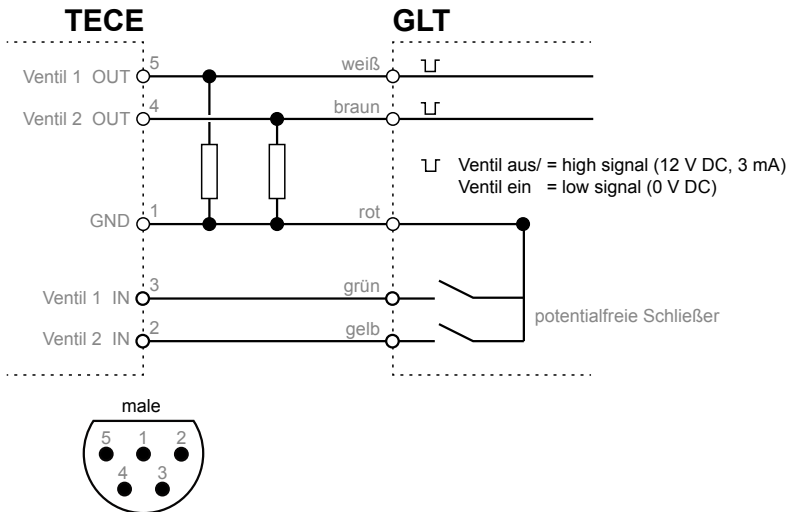 TECE GLT
Ventil 1 OUT 5 weiß
Ventil 2 OUT 4 braun
Ventil aus/ = high signal (12 V DC, 3 mA)
Ventil ein = low signal (0 V DC)
GND 1 rot
Ventil 1 IN 3 grün
potentialfreie Schließer
Ventil 2 IN 2 gelb
male
5 1 2
4 3